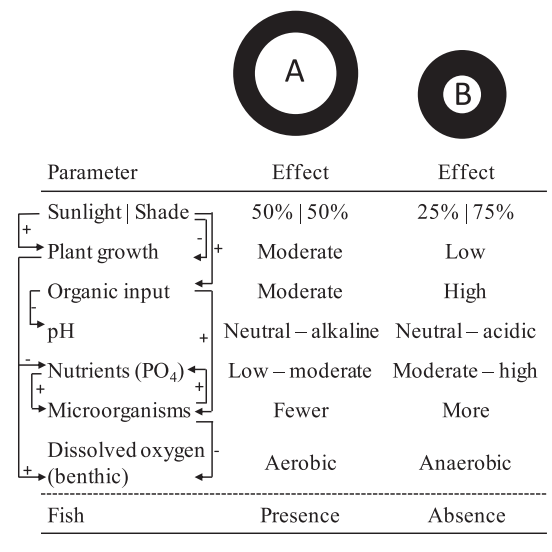 A
B
Parameter Effect Effect
Sunlight | Shade 50% | 50% 25% | 75%
+ -
Plant growth + Moderate Low
Organic input Moderate High
-
pH + Neutral – alkaline Neutral – acidic
-
Nutrients (PO₄) Low – moderate Moderate – high
+ +
Microorganisms Fewer More
Dissolved oxygen -
(benthic) Aerobic Anaerobic
+
Fish Presence Absence